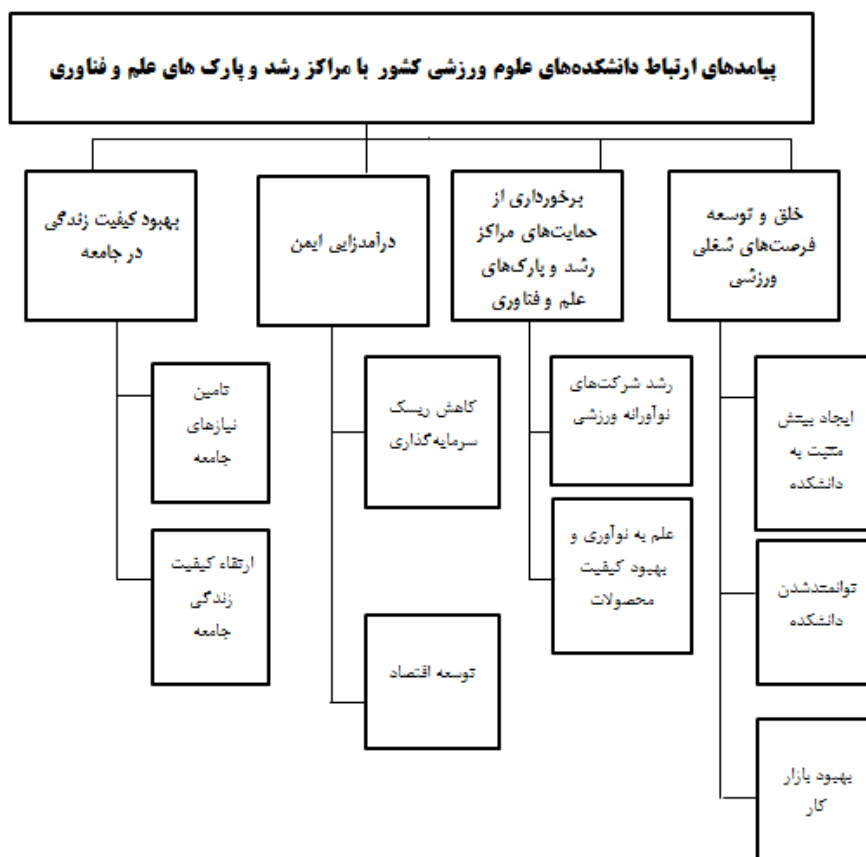 پیامدهای ارتباط دانشکده‌های علوم ورزشی کشور با مراکز رشد و پارک های علم و فناوری
خلق و توسعه
فرصت‌های شغلی
ورزشی
برخورداری از
حمایت‌های مراکز
رشد و پارک‌های
علم و فناوری
درآمدزایی ایمن
بهبود کیفیت زندگی
در جامعه
ایجاد بینش
مثبت به
دانشکده
توانمندشدن
دانشکده
بهبود بازار
کار
رشد شرکت‌های
نوآورانه ورزشی
علم به نوآوری و
بهبود کیفیت
محصولات
کاهش ریسک
سرمایه‌گذاری
توسعه اقتصاد
تامین
نیازهای
جامعه
ارتقاء کیفیت
زندگی
جامعه